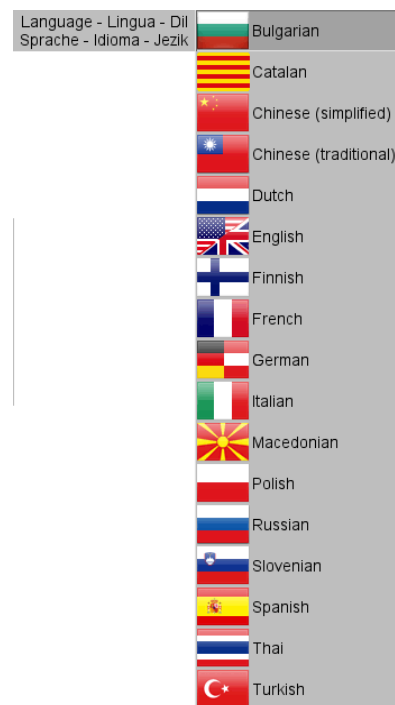 Language - Lingua - Dil
Sprache - Idioma - Jezik
Bulgarian
Catalan
Chinese (simplified)
Chinese (traditional)
Dutch
English
Finnish
French
German
Italian
Macedonian
Polish
Russian
Slovenian
Spanish
Thai
Turkish